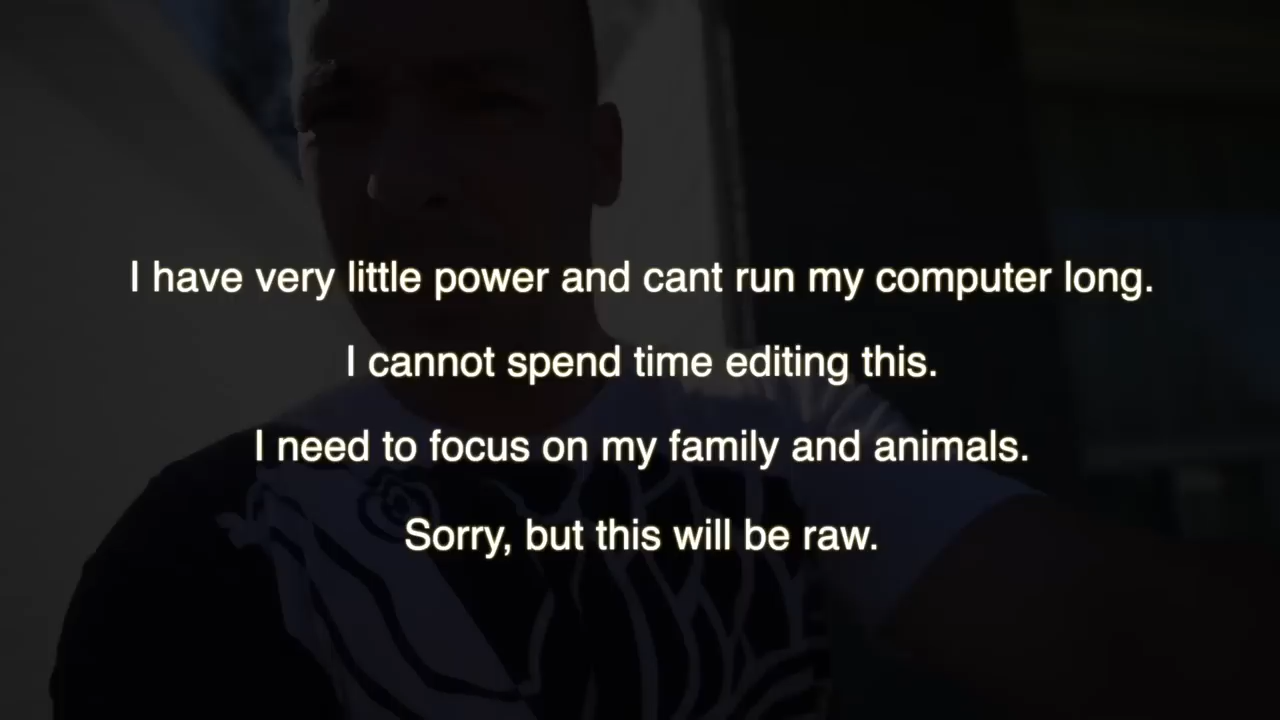 I have very little power and cant run my computer long.
I cannot spend time editing this.
I need to focus on my family and animals.
Sorry, but this will be raw.